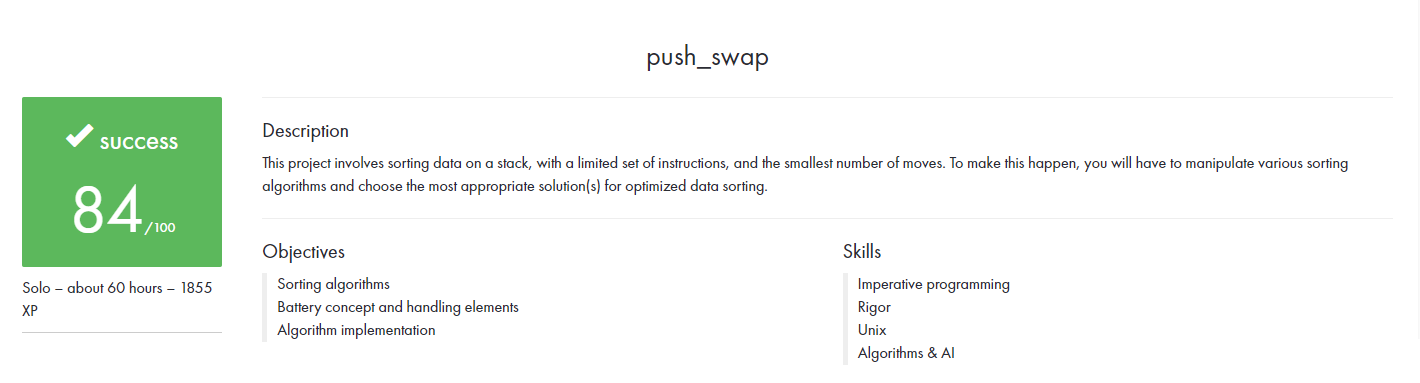 push_swap
success
84/100
Solo – about 60 hours – 1855
XP
Description
This project involves sorting data on a stack, with a limited set of instructions, and the smallest number of moves. To make this happen, you will have to manipulate various sorting
algorithms and choose the most appropriate solution(s) for optimized data sorting.
Objectives
Sorting algorithms
Battery concept and handling elements
Algorithm implementation
Skills
Imperative programming
Rigor
Unix
Algorithms & AI